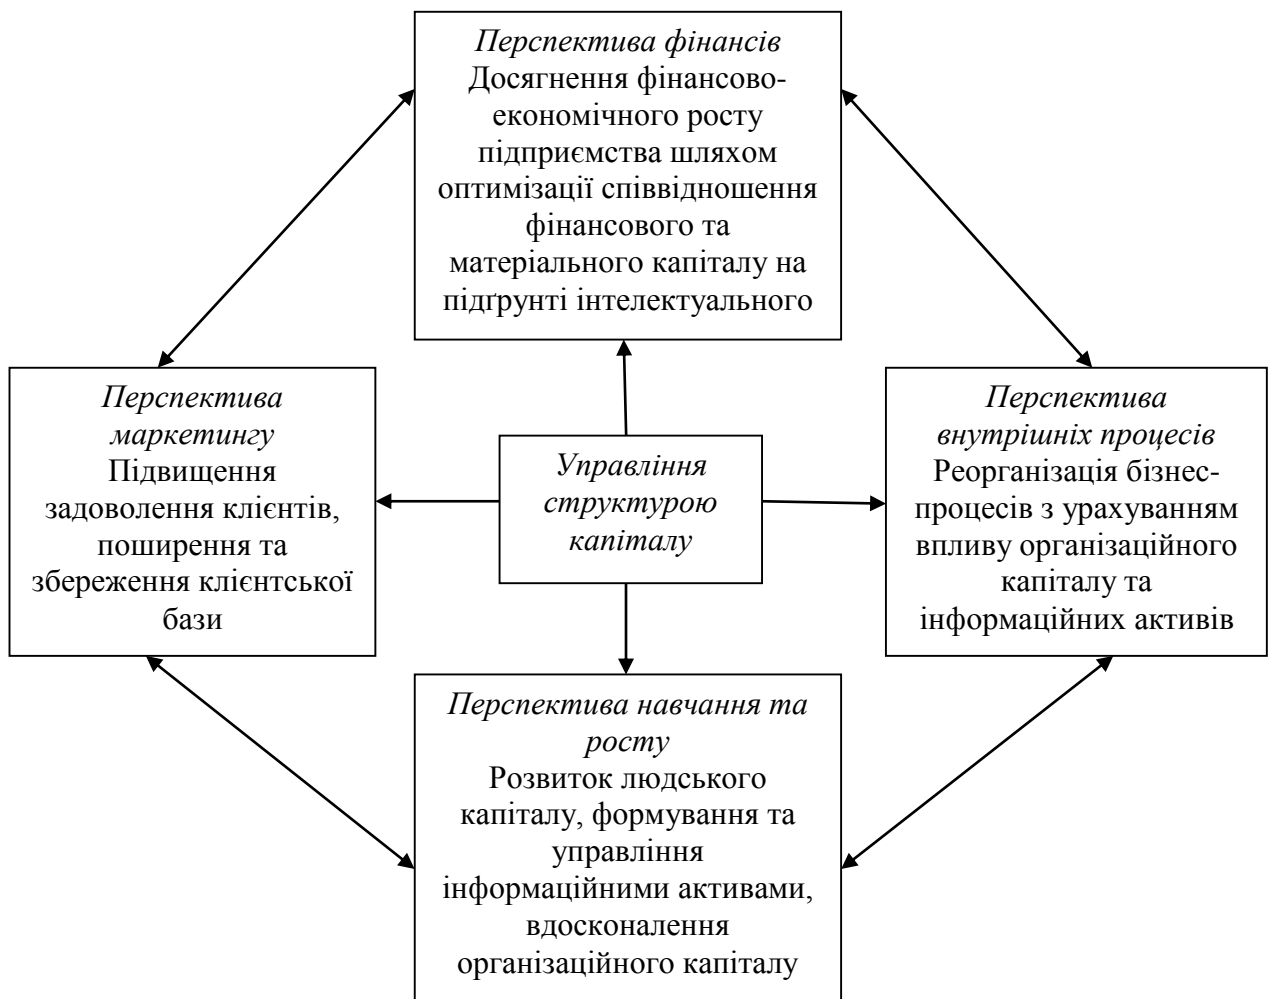 Перспектива фінансів
Досягнення фінансово-
економічного росту
підприємства шляхом
оптимізації співвідношення
фінансового та
матеріального капіталу на
підґрунті інтелектуального
Перспектива
маркетингу
Підвищення
задоволення клієнтів,
поширення та
збереження клієнтської
бази
Управління
структурою
капіталу
Перспектива
внутрішніх процесів
Реорганізація бізнес-
процесів з урахуванням
впливу організаційного
капіталу та
інформаційних активів
Перспектива навчання та
росту
Розвиток людського
капіталу, формування та
управління
інформаційними активами,
вдосконалення
організаційного капіталу